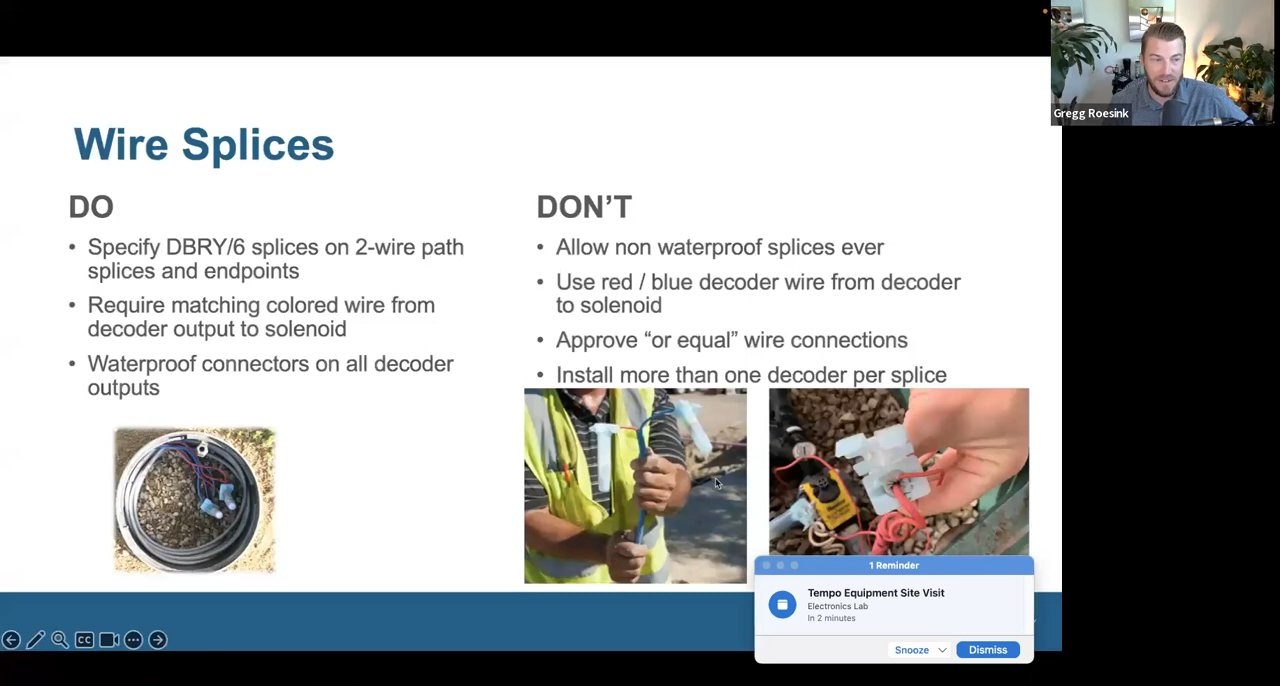 Gregg Roesink
Wire Splices
DO
• Specify DBRY/6 splices on 2-wire path
splices and endpoints
• Require matching colored wire from
decoder output to solenoid
• Waterproof connectors on all decoder
outputs
DON’T
• Allow non waterproof splices ever
• Use red / blue decoder wire from decoder
to solenoid
• Approve “or equal” wire connections
• Install more than one decoder per splice
1 Reminder
Tempo Equipment Site Visit
Electronics Lab
In 2 minutes
Snooze
Dismiss
CC